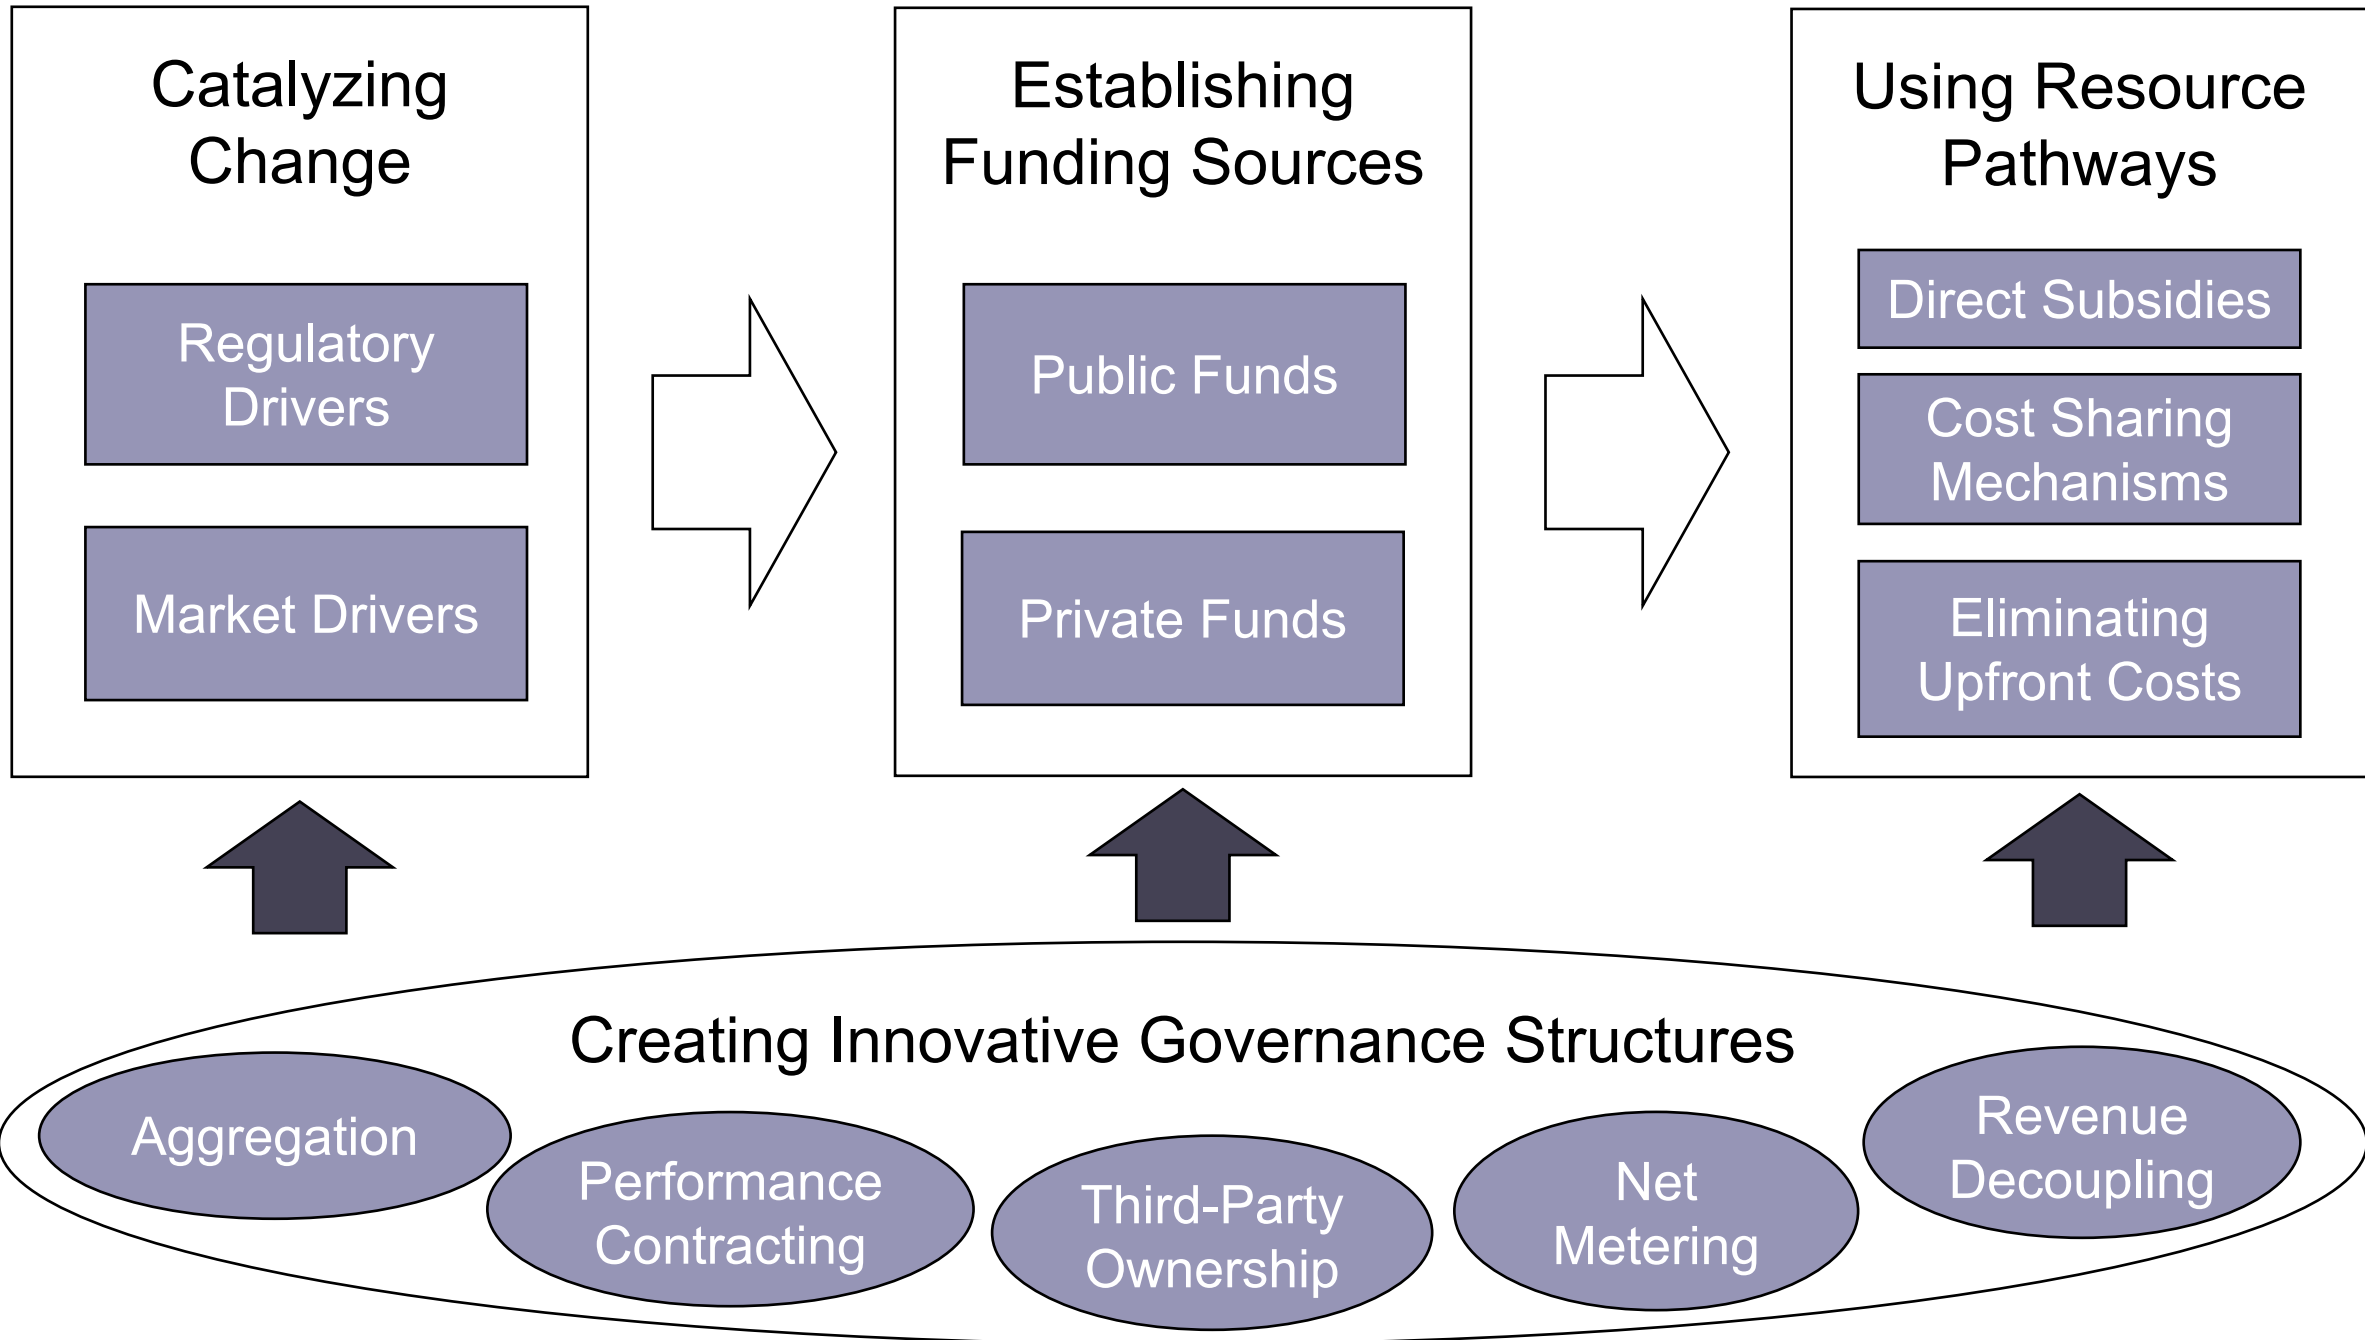 Catalyzing
Change
Regulatory
Drivers
Market Drivers
Establishing
Funding Sources
Public Funds
Private Funds
Using Resource
Pathways
Direct Subsidies
Cost Sharing
Mechanisms
Eliminating
Upfront Costs
Creating Innovative Governance Structures
Aggregation
Performance
Contracting
Third-Party
Ownership
Net
Metering
Revenue
Decoupling